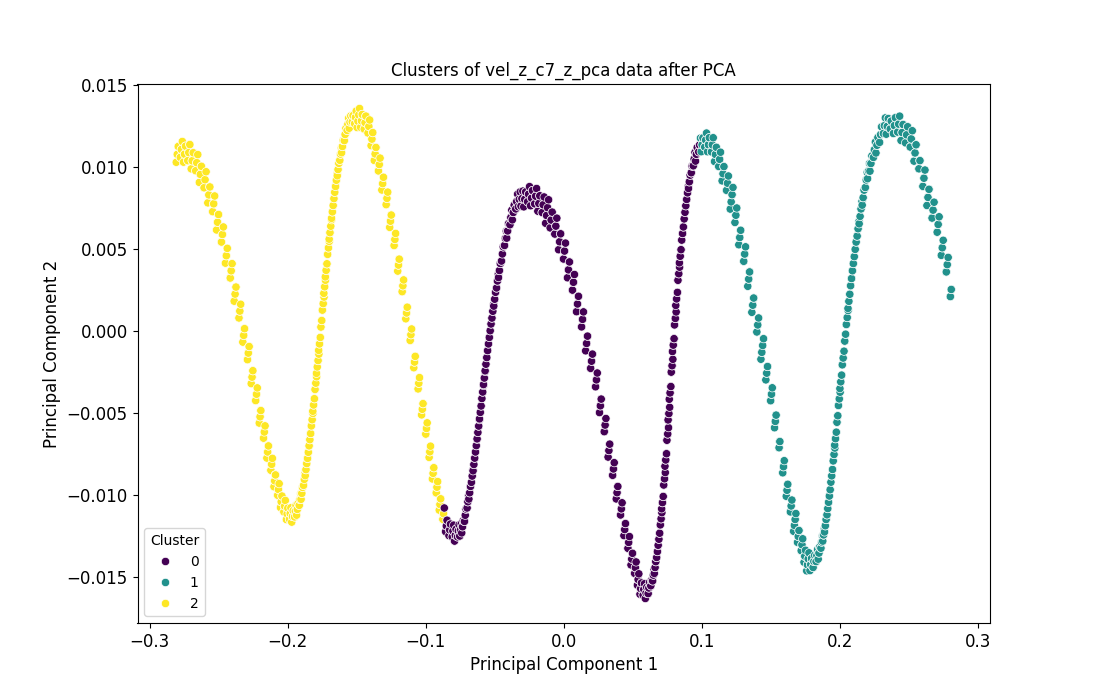 Clusters of vel_z_c7_z_pca data after PCA
0.015
0.010
0.005
0.000
−0.005
−0.010
−0.015
Principal Component 2
Cluster
0
1
2
−0.3 −0.2 −0.1 0.0 0.1 0.2 0.3
Principal Component 1